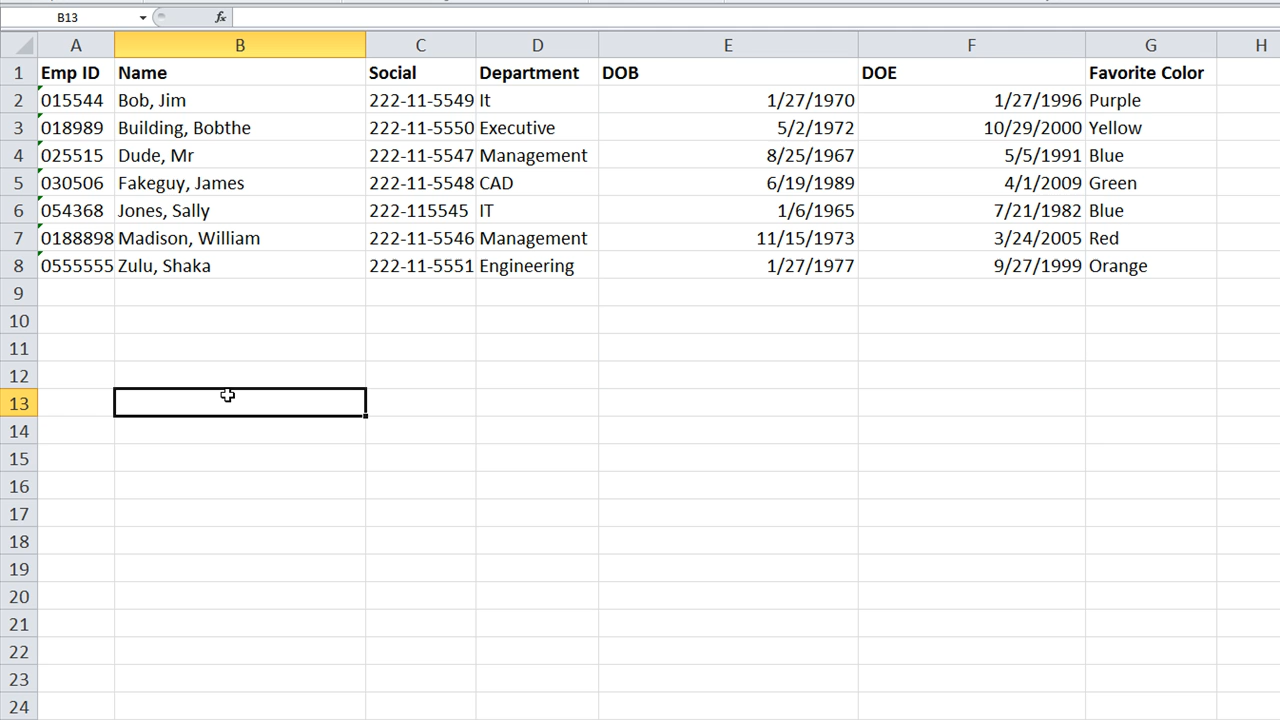 B13 fx
A B C D E F G H
1 Emp ID Name Social Department DOB DOE Favorite Color
2 015544 Bob, Jim 222-11-5549 It 1/27/1970 1/27/1996 Purple
3 018989 Building, Bobthe 222-11-5550 Executive 5/2/1972 10/29/2000 Yellow
4 025515 Dude, Mr 222-11-5547 Management 8/25/1967 5/5/1991 Blue
5 030506 Fakeguy, James 222-11-5548 CAD 6/19/1989 4/1/2009 Green
6 054368 Jones, Sally 222-115545 IT 1/6/1965 7/21/1982 Blue
7 0188898 Madison, William 222-11-5546 Management 11/15/1973 3/24/2005 Red
8 0555555 Zulu, Shaka 222-11-5551 Engineering 1/27/1977 9/27/1999 Orange
9
10
11
12
13
14
15
16
17
18
19
20
21
22
23
24